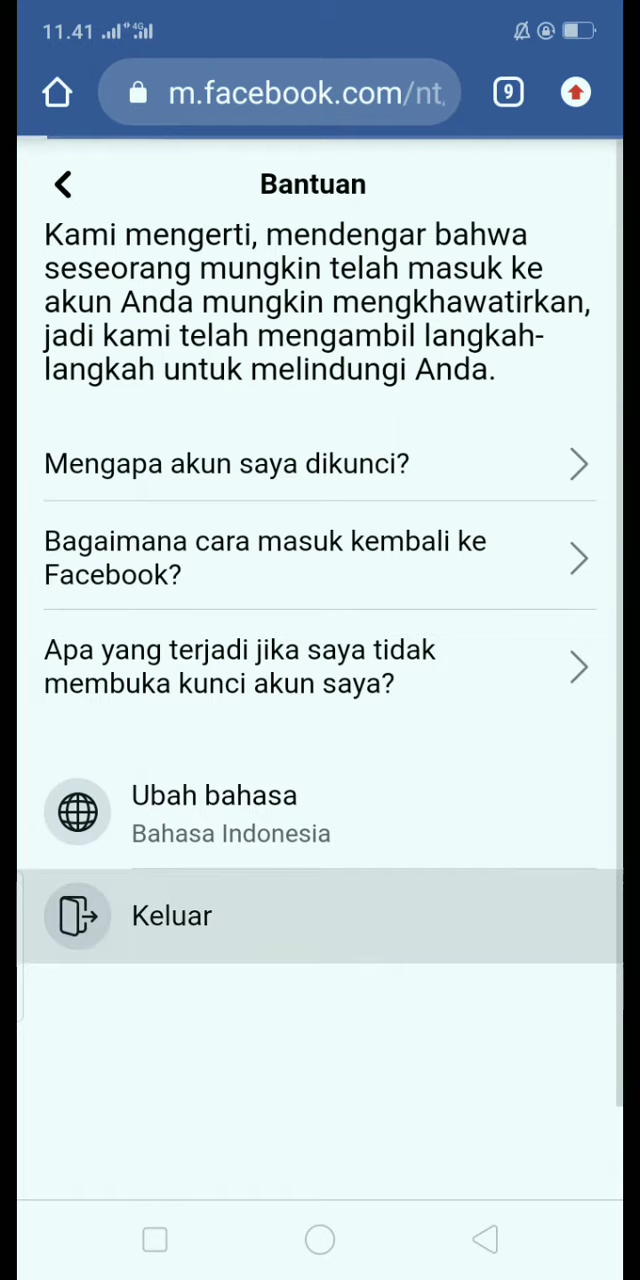 11.41
4G
m.facebook.com/nt
9
Bantuan
Kami mengerti, mendengar bahwa
seseorang mungkin telah masuk ke
akun Anda mungkin mengkhawatirkan,
jadi kami telah mengambil langkah-
langkah untuk melindungi Anda.
Mengapa akun saya dikunci?
Bagaimana cara masuk kembali ke
Facebook?
Apa yang terjadi jika saya tidak
membuka kunci akun saya?
Ubah bahasa
Bahasa Indonesia
Keluar